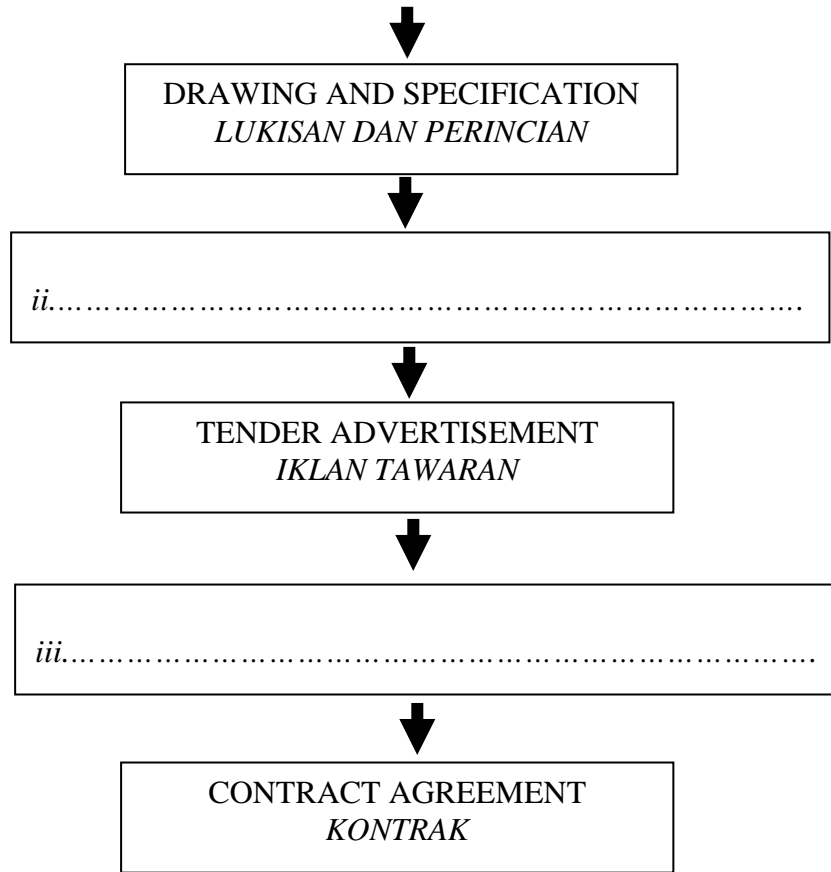 DRAWING AND SPECIFICATION
LUKISAN DAN PERINCIAN
ii.………………………………………………………………….
TENDER ADVERTISEMENT
IKLAN TAWARAN
iii.………………………………………………………………….
CONTRACT AGREEMENT
KONTRAK